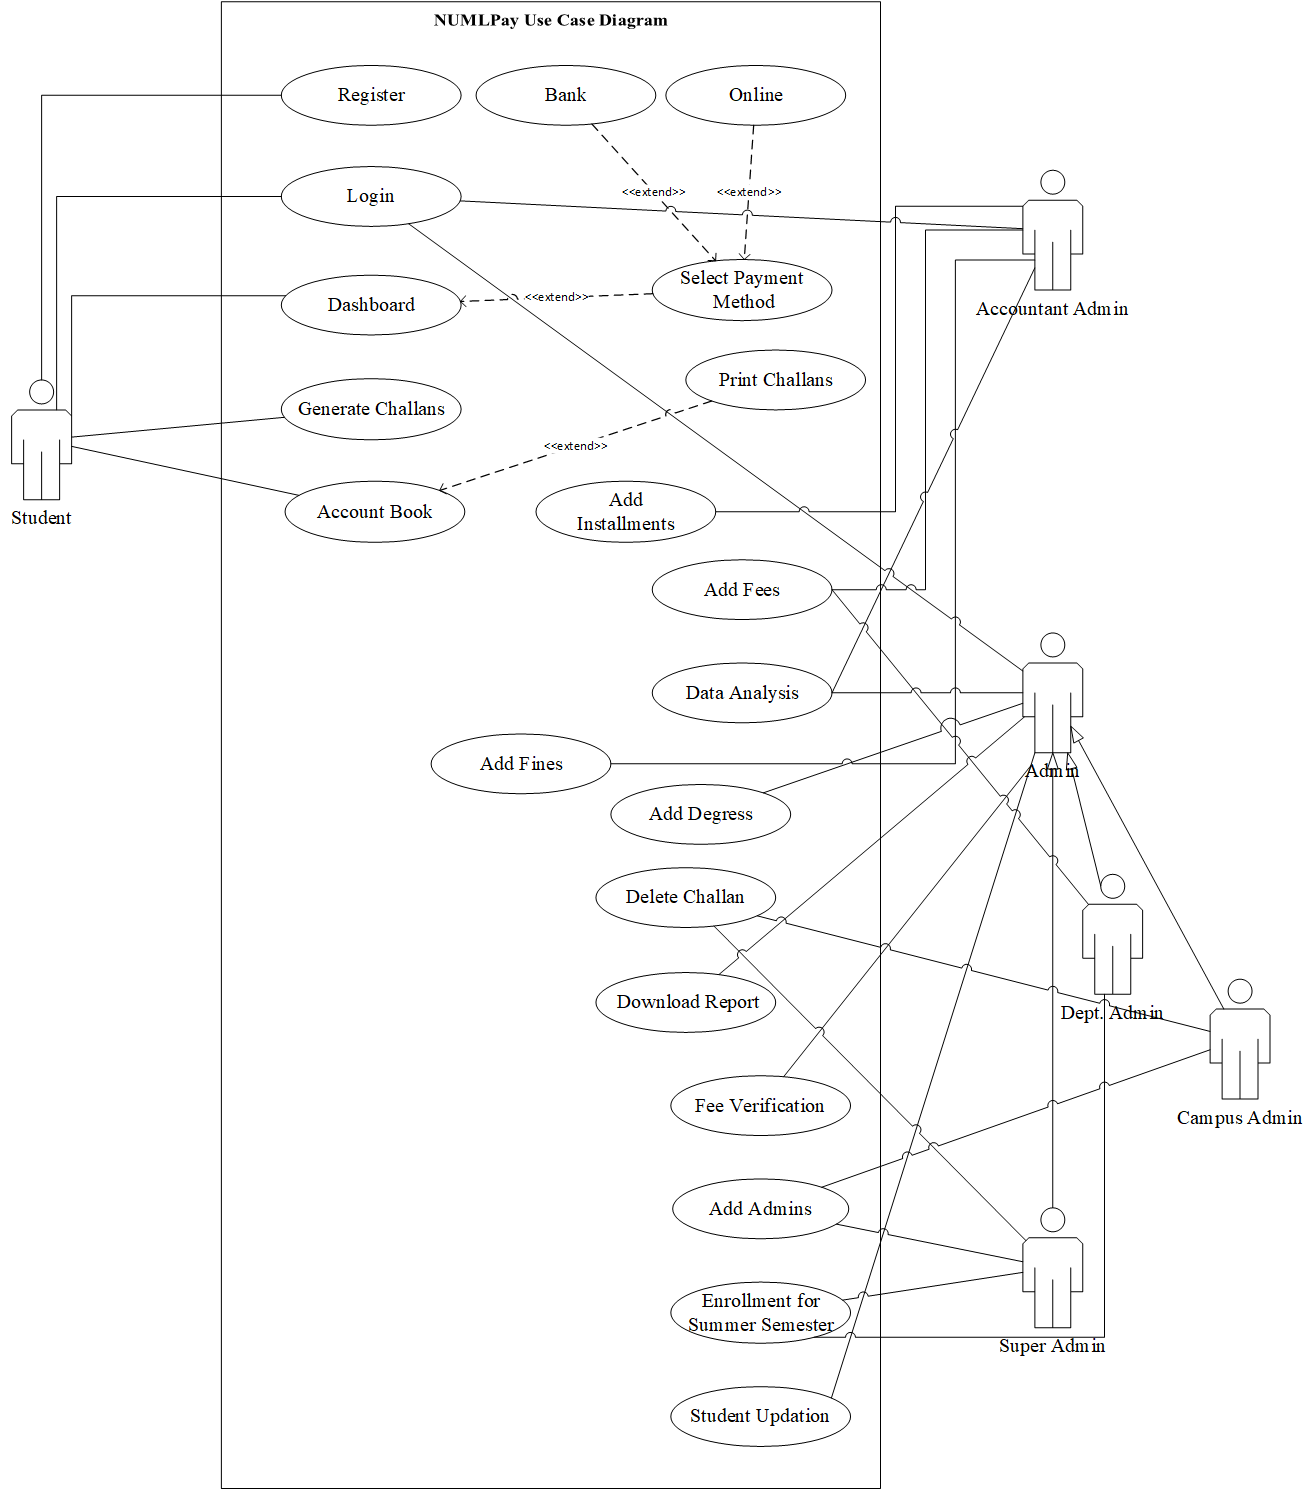 NUMLPay Use Case Diagram
Register
Bank
Online
Login
<<extend>>
<<extend>>
Select Payment
Method
Dashboard
<<extend>>
Accountant Admin
Print Challans
Generate Challans
<<extend>>
Account Book
Add
Installments
Student
Add Fees
Data Analysis
Add Fines
Admin
Add Degress
Delete Challan
Download Report
Dept. Admin
Fee Verification
Campus Admin
Add Admins
Enrollment for
Summer Semester
Super Admin
Student Updation